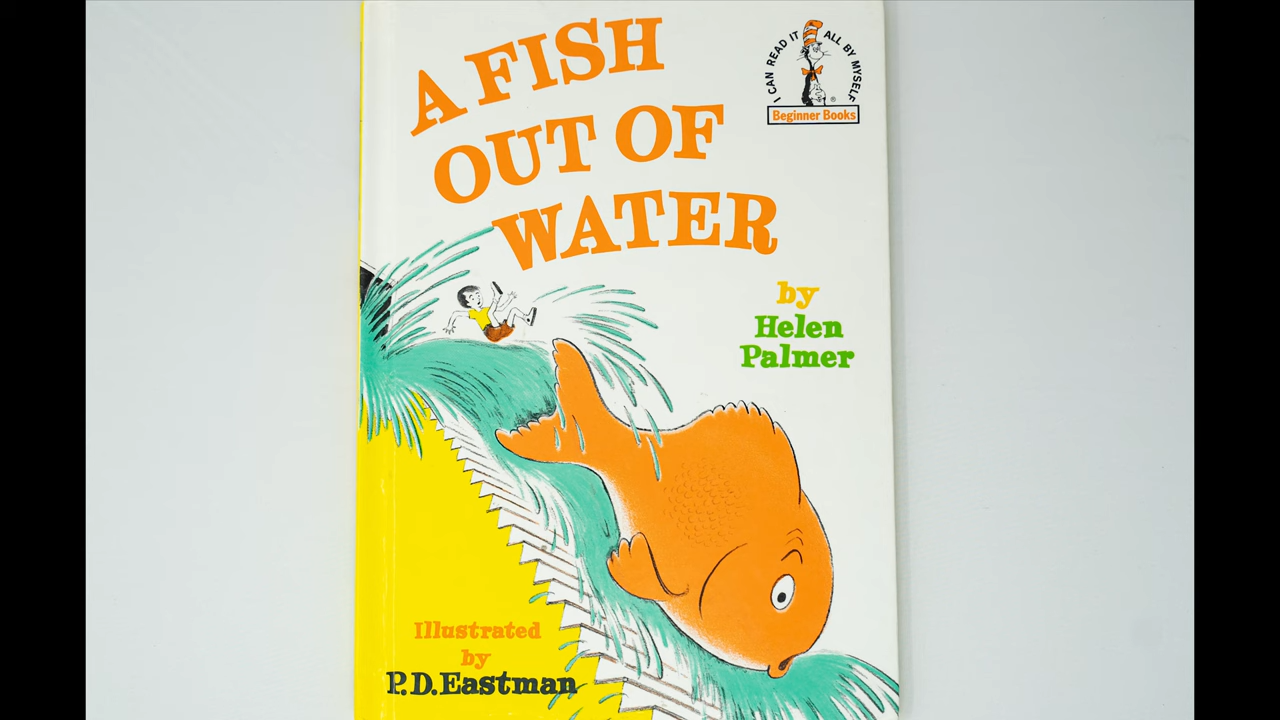 A FISH
OUT OF
WATER
I CAN READ IT ALL BY MYSELF
®
Beginner Books
by
Helen
Palmer
Illustrated
by
P.D.Eastman